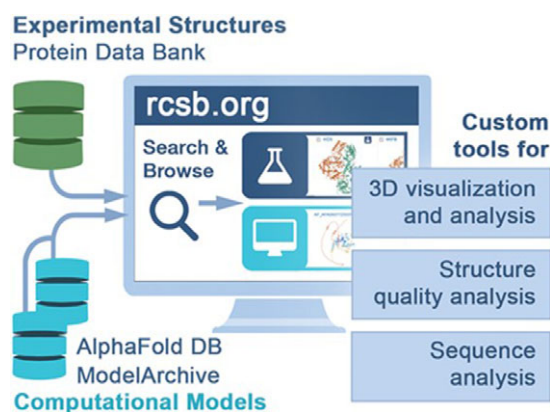 Experimental Structures
Protein Data Bank
rcsb.org
Search &
Browse
Custom
tools for
3D visualization
and analysis
Structure
quality analysis
Sequence
analysis
AlphaFold DB
ModelArchive
Computational Models